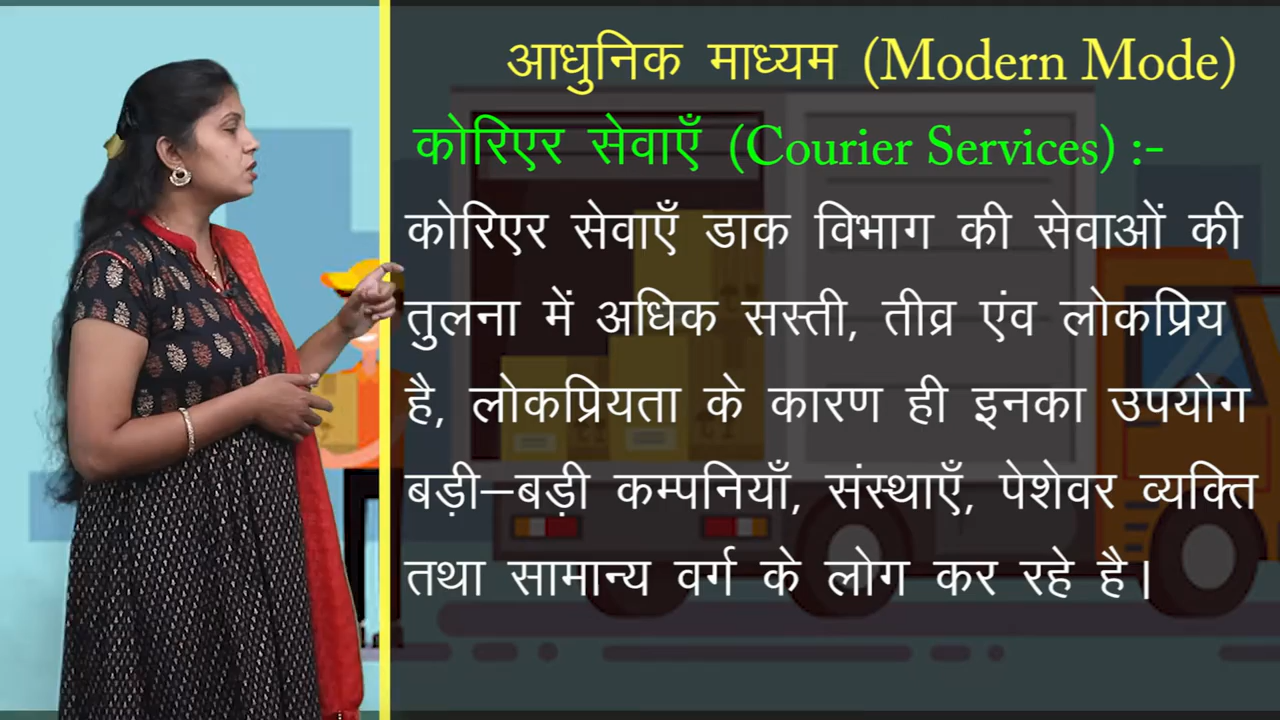 आधुनिक माध्यम (Modern Mode)
कोरिएर सेवाएँ (Courier Services) :-
कोरिएर सेवाएँ डाक विभाग की सेवाओं की
तुलना में अधिक सस्ती, तीव्र एंव लोकप्रिय
है, लोकप्रियता के कारण ही इनका उपयोग
बड़ी–बड़ी कम्पनियाँ, संस्थाएँ, पेशेवर व्यक्ति
तथा सामान्य वर्ग के लोग कर रहे है।